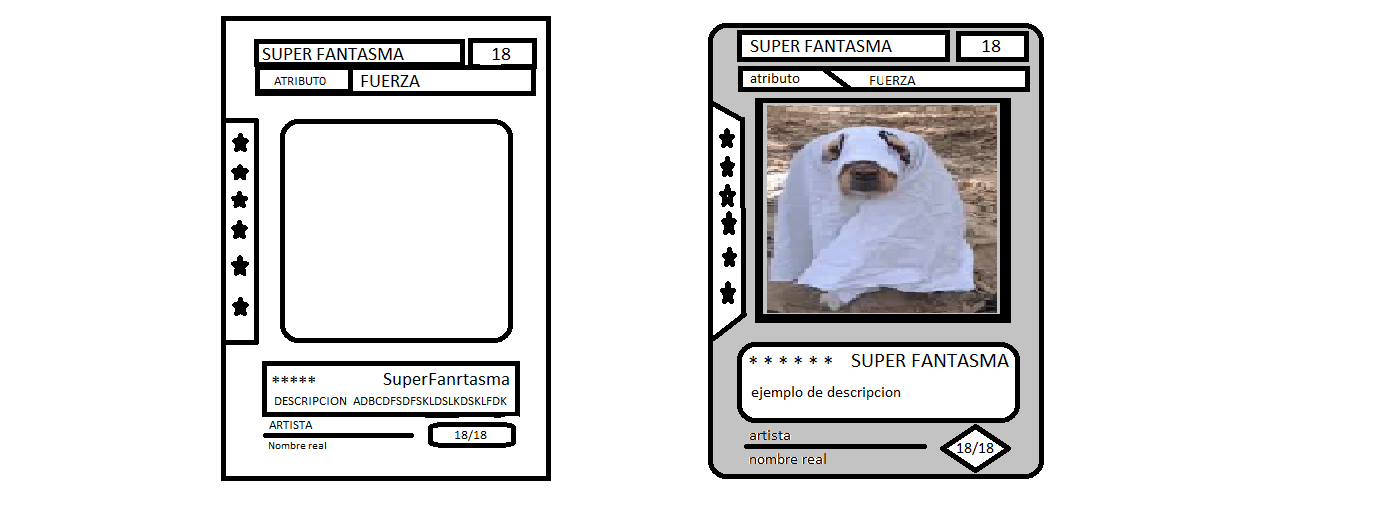 SUPER FANTASMA 18
ATRIBUTO FUERZA
***** SuperFanrtasma
DESCRIPCION ADBCDFSDFSKLDSLKDSKLFDK
ARTISTA
18/18
Nombre real
SUPER FANTASMA 18
atributo FUERZA
* * * * * * SUPER FANTASMA
ejemplo de descripcion
artista
18/18
nombre real